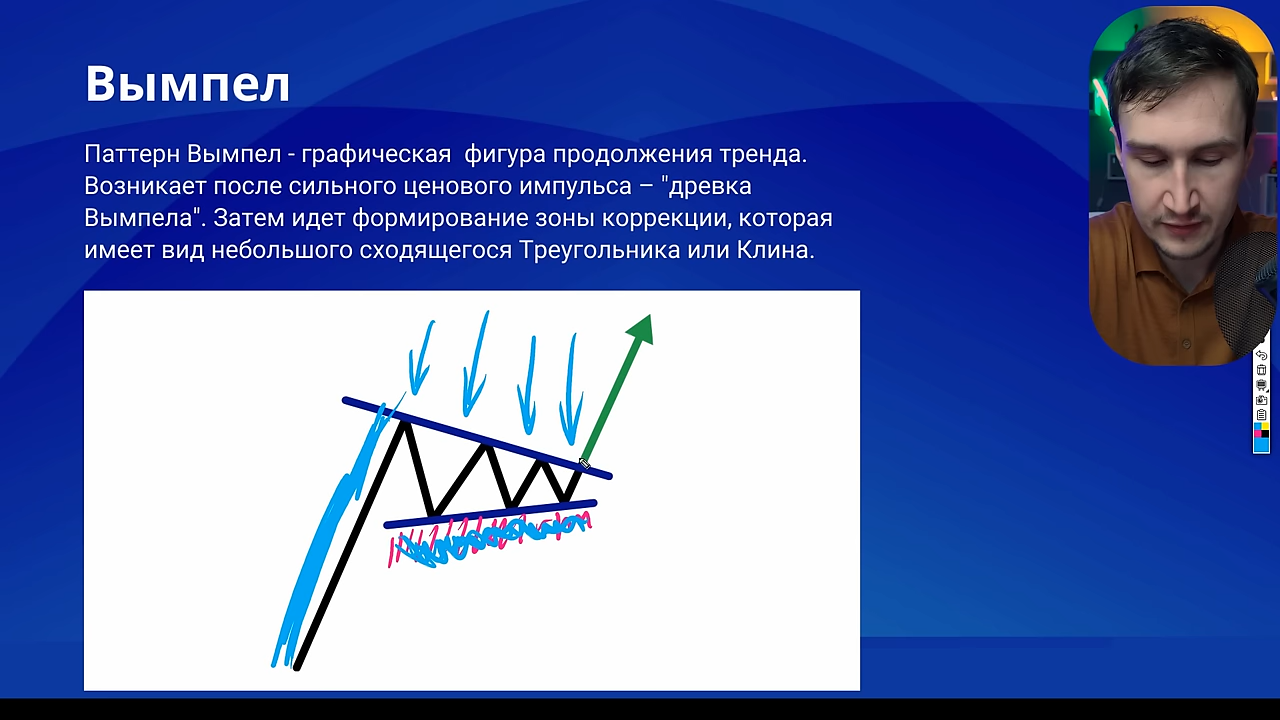 Вымпел
Паттерн Вымпел - графическая  фигура продолжения тренда.
Возникает после сильного ценового импульса – "древка
Вымпела". Затем идет формирование зоны коррекции, которая
имеет вид небольшого сходящегося Треугольника или Клина.